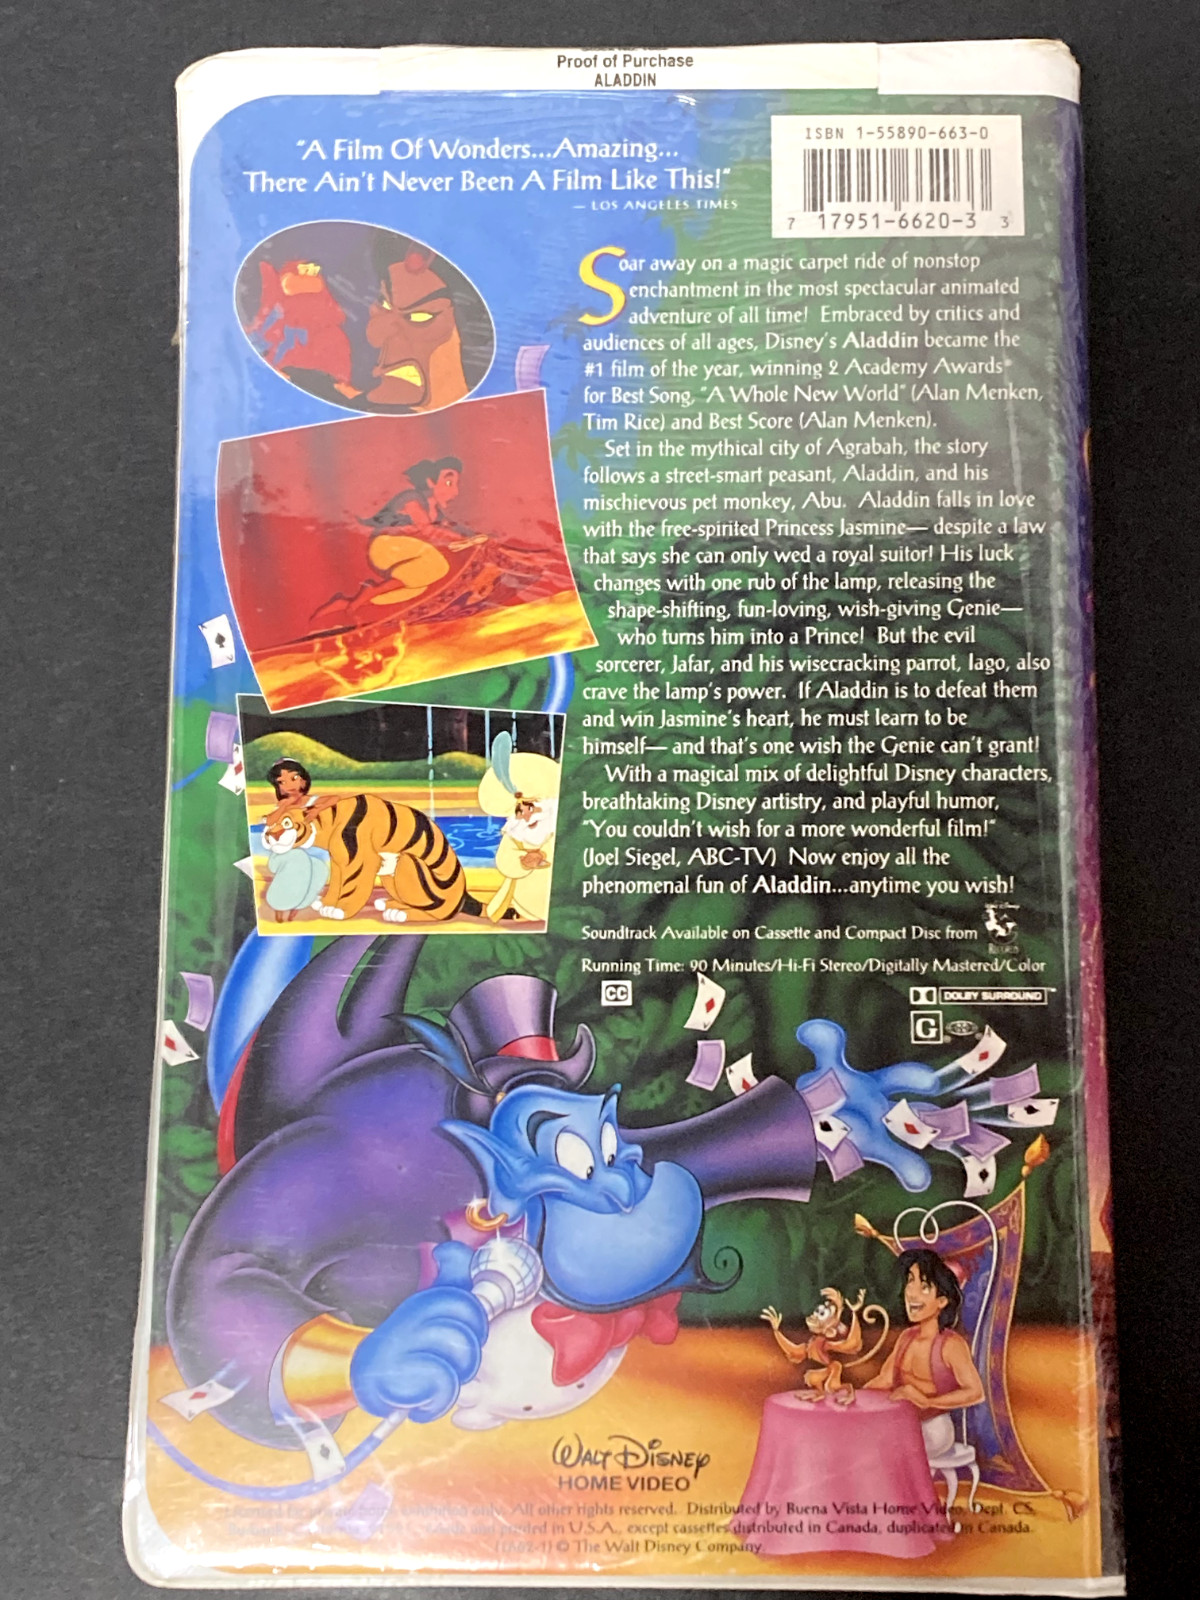 Proof of Purchase
ALADDIN
"A Film Of Wonders...Amazing...
There Ain't Never Been A Film Like This!"
— LOS ANGELES TIMES
ISBN 1-55890-663-0
7 17951-6620-3 3
Soar away on a magic carpet ride of nonstop
enchantment in the most spectacular animated
adventure of all time! Embraced by critics and
audiences of all ages, Disney's Aladdin became the
#1 film of the year, winning 2 Academy Awards®
for Best Song, "A Whole New World" (Alan Menken,
Tim Rice) and Best Score (Alan Menken).
Set in the mythical city of Agrabah, the story
follows a street-smart peasant, Aladdin, and his
mischievous pet monkey, Abu. Aladdin falls in love
with the free-spirited Princess Jasmine— despite a law
that says she can only wed a royal suitor! His luck
changes with one rub of the lamp, releasing the
shape-shifting, fun-loving, wish-giving Genie—
who turns him into a Prince! But the evil
sorcerer, Jafar, and his wisecracking parrot, Iago, also
crave the lamp's power. If Aladdin is to defeat them
and win Jasmine's heart, he must learn to be
himself— and that's one wish the Genie can't grant!
With a magical mix of delightful Disney characters,
breathtaking Disney artistry, and playful humor,
"You couldn't wish for a more wonderful film!"
(Joel Siegel, ABC-TV) Now enjoy all the
phenomenal fun of Aladdin...anytime you wish!
Soundtrack Available on Cassette and Compact Disc from
Running Time: 90 Minutes/Hi-Fi Stereo/Digitally Mastered/Color
CC
DOLBY SURROUND™
G
WALT DISNEY
HOME VIDEO
only. All other rights reserved. Distributed by Buena Vista Home Video, Dept. CS,
printed in U.S.A., except cassettes distributed in Canada, duplicated in Canada.
© The Walt Disney Company